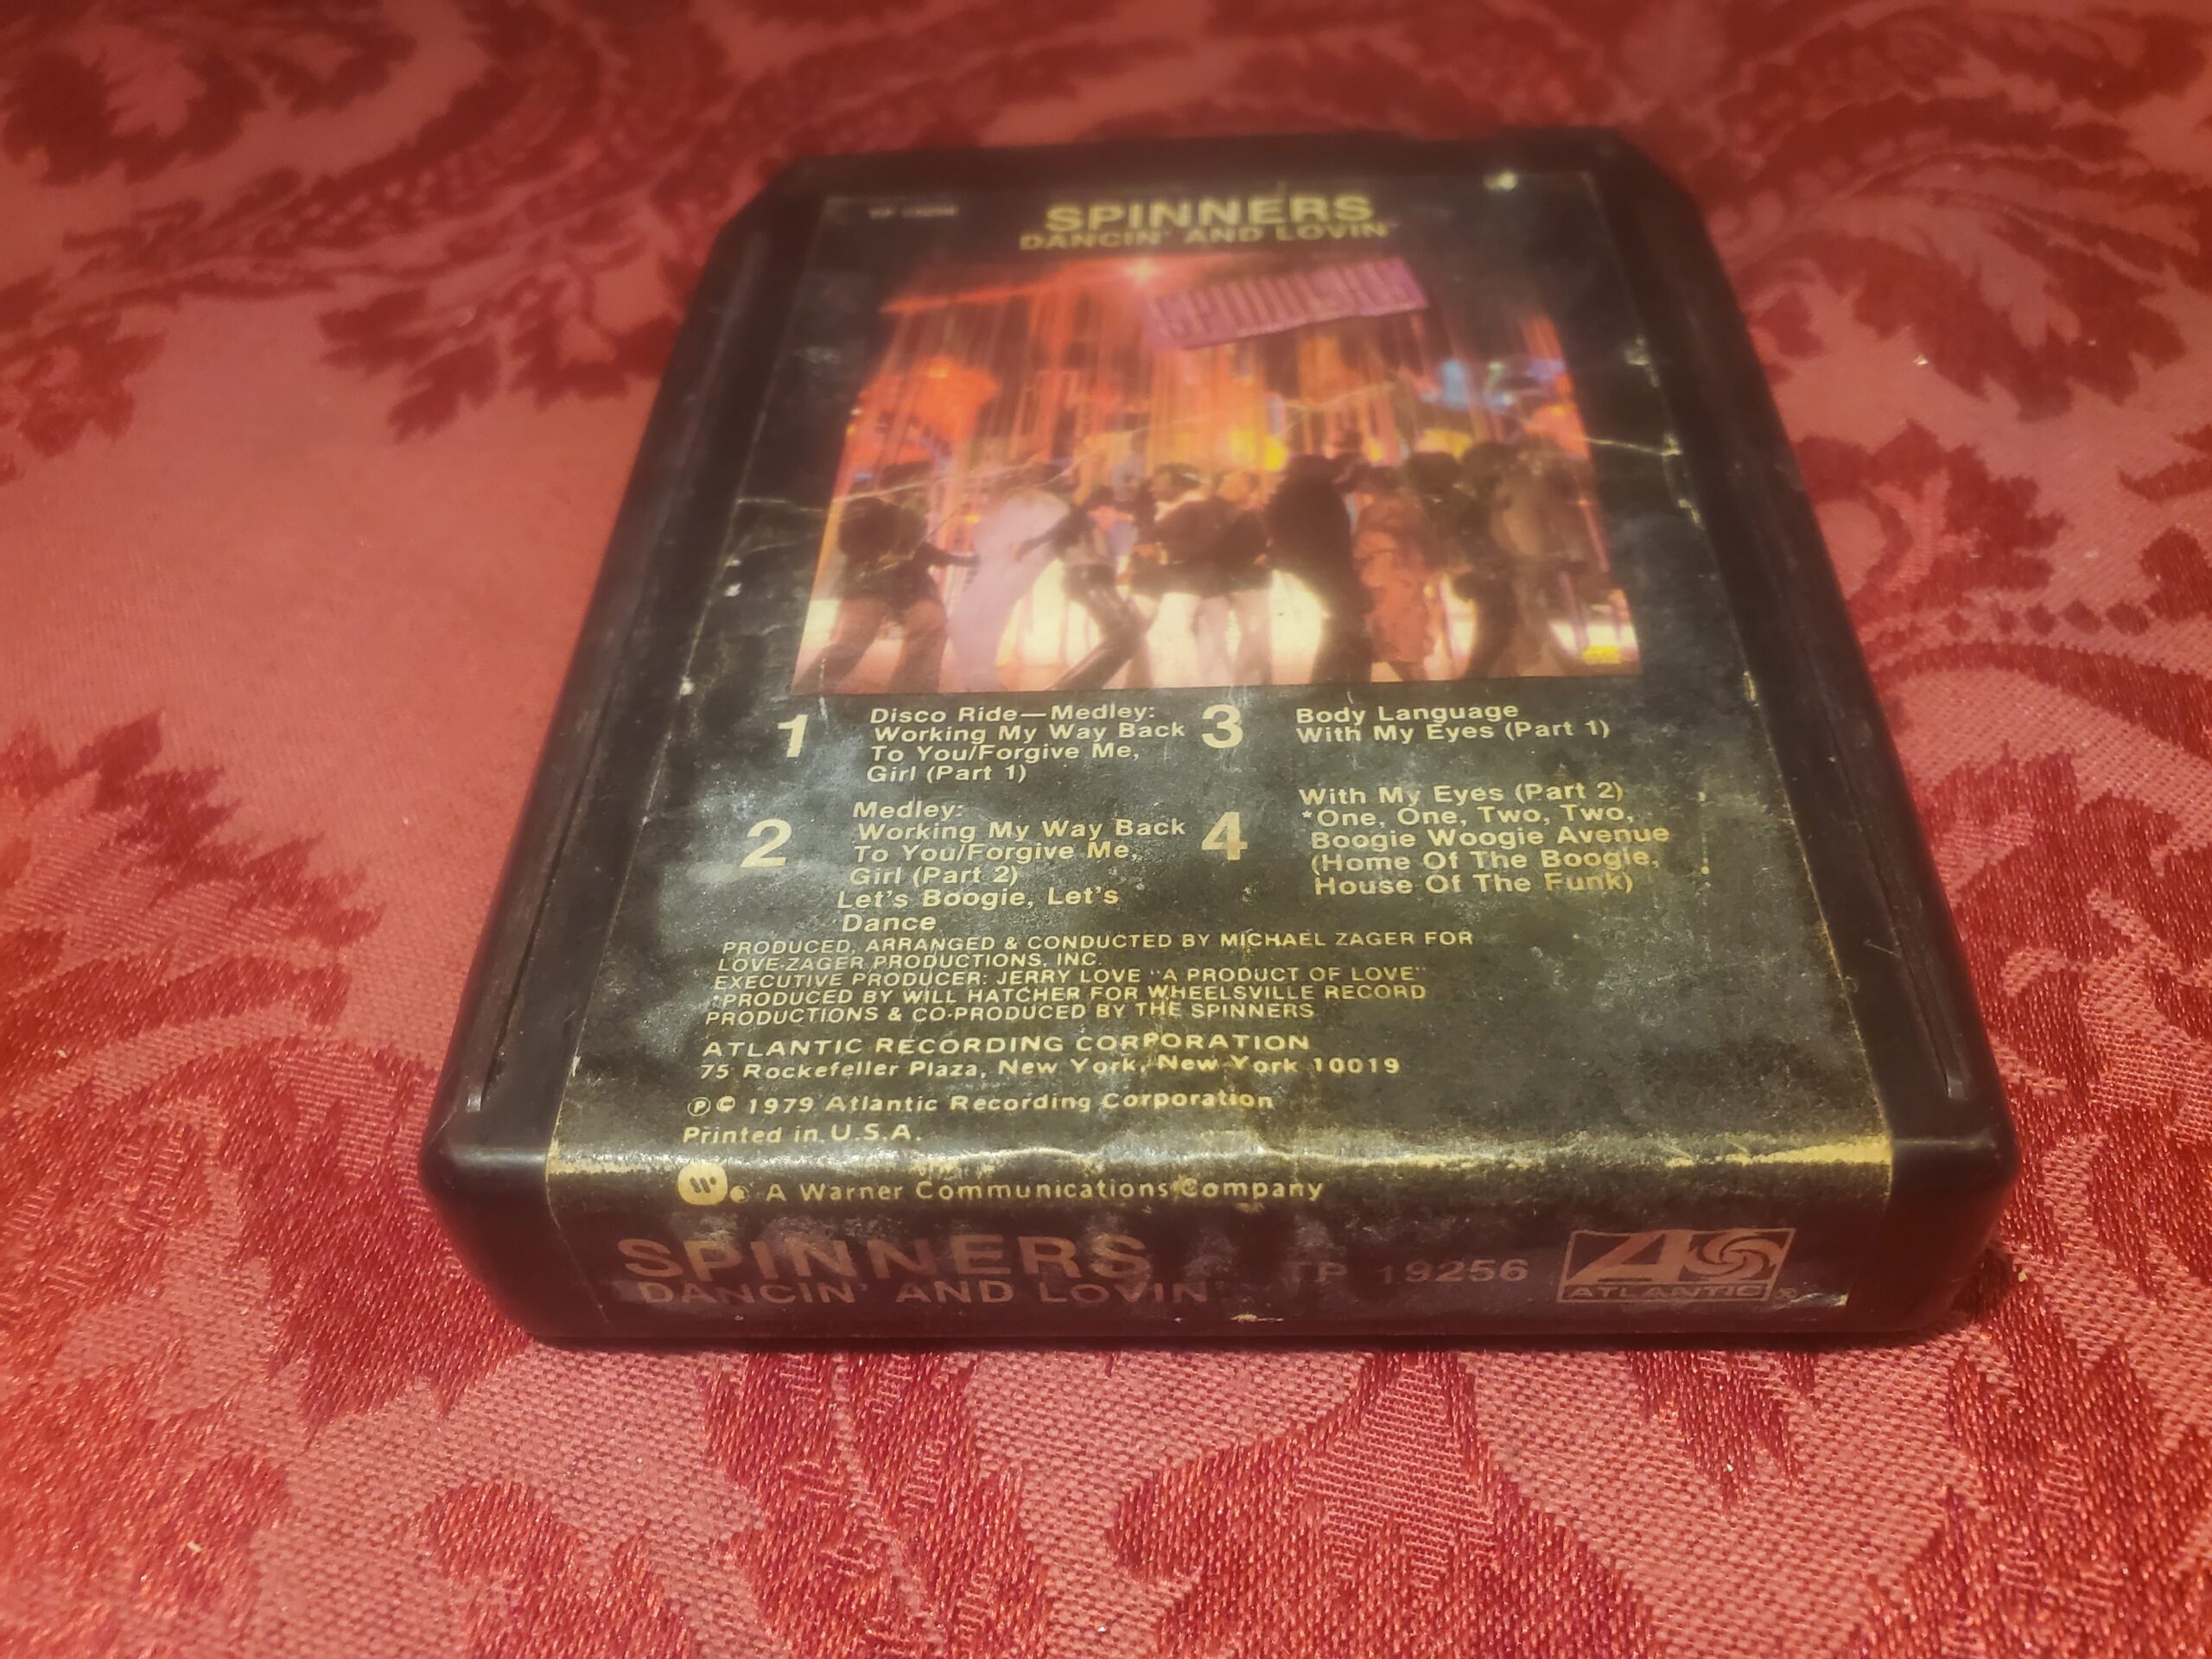 TP 19256
SPINNERS
DANCIN' AND LOVIN'
SPINNERS
1
Disco Ride—Medley:
Working My Way Back
To You/Forgive Me,
Girl (Part 1)
2
Medley:
Working My Way Back
To You/Forgive Me,
Girl (Part 2)
Let's Boogie, Let's
Dance
3
Body Language
With My Eyes (Part 1)
4
With My Eyes (Part 2)
*One, One, Two, Two,
Boogie Woogie Avenue
(Home Of The Boogie,
House Of The Funk)
PRODUCED, ARRANGED & CONDUCTED BY MICHAEL ZAGER FOR
LOVE-ZAGER PRODUCTIONS, INC.
EXECUTIVE PRODUCER: JERRY LOVE "A PRODUCT OF LOVE"
*PRODUCED BY WILL HATCHER FOR WHEELSVILLE RECORD
PRODUCTIONS & CO-PRODUCED BY THE SPINNERS
ATLANTIC RECORDING CORPORATION
75 Rockefeller Plaza, New York, New York 10019
℗ © 1979 Atlantic Recording Corporation
Printed in U.S.A.
A Warner Communications Company
SPINNERS
DANCIN' AND LOVIN'
TP 19256
ATLANTIC ®